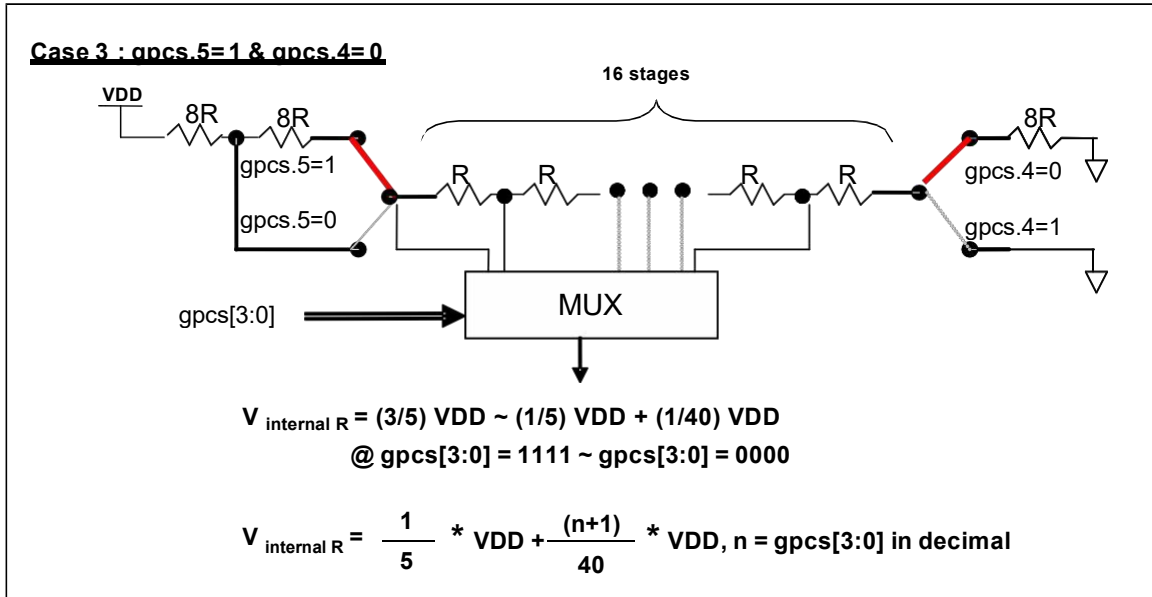 Case 3 : gpcs.5=1 & gpcs.4=0
16 stages
VDD
8R
8R
8R
gpcs.5=1
gpcs.4=0
R
R
R
R
gpcs.5=0
gpcs.4=1
MUX
gpcs[3:0]
V internal R = (3/5) VDD ~ (1/5) VDD + (1/40) VDD
@ gpcs[3:0] = 1111 ~ gpcs[3:0] = 0000
V internal R = 1/5 * VDD + (n+1)/40 * VDD, n = gpcs[3:0] in decimal